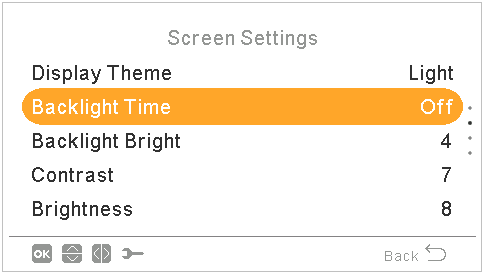 Screen Settings
Display Theme Light
Backlight Time Off
Backlight Bright 4
Contrast 7
Brightness 8
OK Back